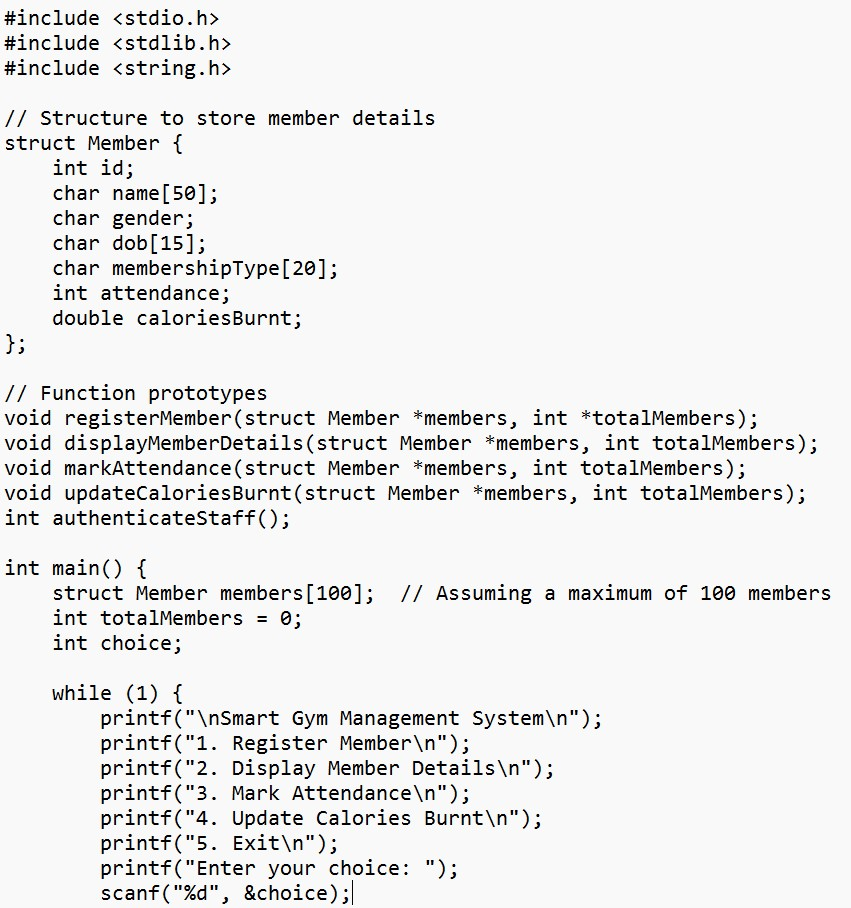 #include <stdio.h>
#include <stdlib.h>
#include <string.h>

// Structure to store member details
struct Member {
    int id;
    char name[50];
    char gender;
    char dob[15];
    char membershipType[20];
    int attendance;
    double caloriesBurnt;
};

// Function prototypes
void registerMember(struct Member *members, int *totalMembers);
void displayMemberDetails(struct Member *members, int totalMembers);
void markAttendance(struct Member *members, int totalMembers);
void updateCaloriesBurnt(struct Member *members, int totalMembers);
int authenticateStaff();

int main() {
    struct Member members[100];  // Assuming a maximum of 100 members
    int totalMembers = 0;
    int choice;

    while (1) {
        printf("\nSmart Gym Management System\n");
        printf("1. Register Member\n");
        printf("2. Display Member Details\n");
        printf("3. Mark Attendance\n");
        printf("4. Update Calories Burnt\n");
        printf("5. Exit\n");
        printf("Enter your choice: ");
        scanf("%d", &choice);